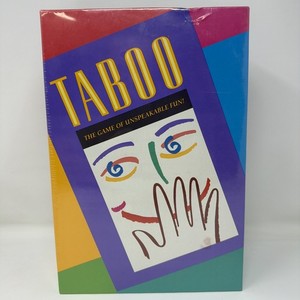 TABOO
THE GAME OF UNSPEAKABLE FUN!